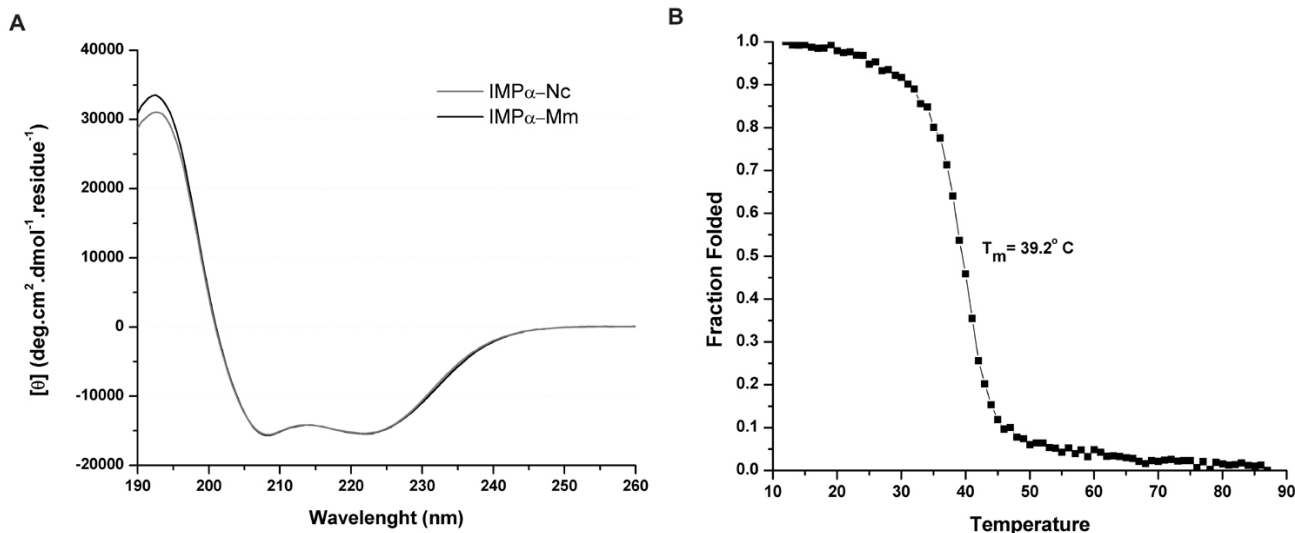 A
40000
30000
20000
10000
0
-10000
-20000
[θ] (deg.cm².dmol⁻¹.residue⁻¹)
IMPα–Nc
IMPα–Mm
190 200 210 220 230 240 250 260
Wavelenght (nm)
B
1.0
0.9
0.8
0.7
0.6
0.5
0.4
0.3
0.2
0.1
0.0
Fraction Folded
Tm= 39.2° C
10 20 30 40 50 60 70 80 90
Temperature